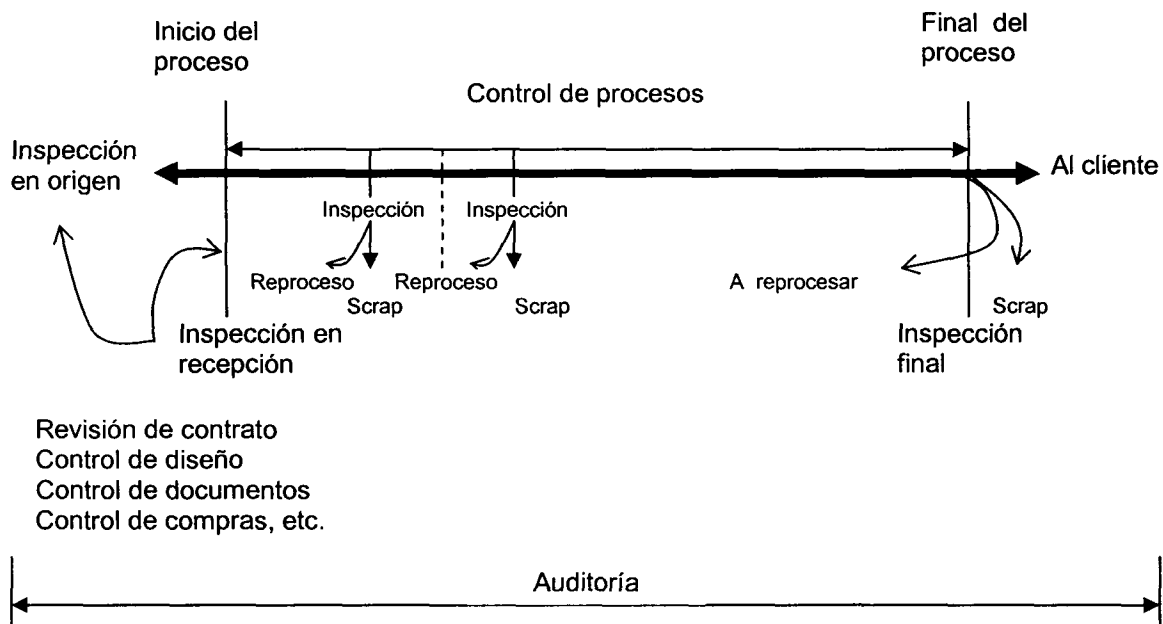 Inicio del
proceso
Final del
proceso
Control de procesos
Inspección
en origen
Al cliente
Inspección
Inspección
Reproceso
Scrap
Reproceso
Scrap
A reprocesar
Scrap
Inspección en
recepción
Inspección
final
Revisión de contrato
Control de diseño
Control de documentos
Control de compras, etc.
Auditoría